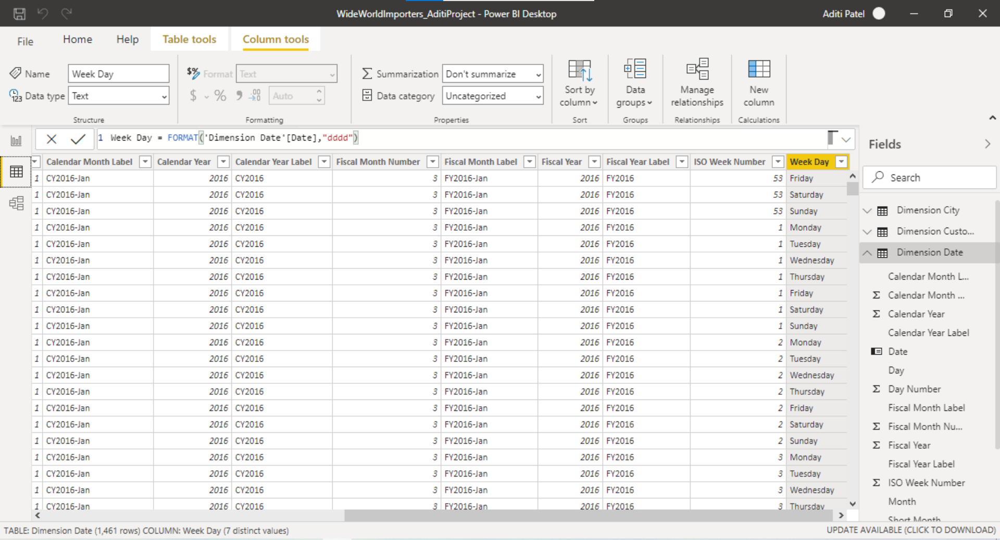 WideWorldImporters_AditiProject - Power BI Desktop
Aditi Patel
File Home Help Table tools Column tools
Name Week Day
Data type Text
Structure
$% Format Text
$ % Auto
Formatting
Summarization Don't summarize
Data category Uncategorized
Properties
Sort by column
Sort
Data groups
Groups
Manage relationships
Relationships
New column
Calculations
1 Week Day = FORMAT('Dimension Date'[Date],"dddd")
Calendar Month Label Calendar Year Calendar Year Label Fiscal Month Number Fiscal Month Label Fiscal Year Fiscal Year Label ISO Week Number Week Day
1 CY2016-Jan 2016 CY2016 3 FY2016-Jan 2016 FY2016 53 Friday
1 CY2016-Jan 2016 CY2016 3 FY2016-Jan 2016 FY2016 53 Saturday
1 CY2016-Jan 2016 CY2016 3 FY2016-Jan 2016 FY2016 53 Sunday
1 CY2016-Jan 2016 CY2016 3 FY2016-Jan 2016 FY2016 1 Monday
1 CY2016-Jan 2016 CY2016 3 FY2016-Jan 2016 FY2016 1 Tuesday
1 CY2016-Jan 2016 CY2016 3 FY2016-Jan 2016 FY2016 1 Wednesday
1 CY2016-Jan 2016 CY2016 3 FY2016-Jan 2016 FY2016 1 Thursday
1 CY2016-Jan 2016 CY2016 3 FY2016-Jan 2016 FY2016 1 Friday
1 CY2016-Jan 2016 CY2016 3 FY2016-Jan 2016 FY2016 1 Saturday
1 CY2016-Jan 2016 CY2016 3 FY2016-Jan 2016 FY2016 1 Sunday
1 CY2016-Jan 2016 CY2016 3 FY2016-Jan 2016 FY2016 2 Monday
1 CY2016-Jan 2016 CY2016 3 FY2016-Jan 2016 FY2016 2 Tuesday
1 CY2016-Jan 2016 CY2016 3 FY2016-Jan 2016 FY2016 2 Wednesday
1 CY2016-Jan 2016 CY2016 3 FY2016-Jan 2016 FY2016 2 Thursday
1 CY2016-Jan 2016 CY2016 3 FY2016-Jan 2016 FY2016 2 Friday
1 CY2016-Jan 2016 CY2016 3 FY2016-Jan 2016 FY2016 2 Saturday
1 CY2016-Jan 2016 CY2016 3 FY2016-Jan 2016 FY2016 2 Sunday
1 CY2016-Jan 2016 CY2016 3 FY2016-Jan 2016 FY2016 3 Monday
1 CY2016-Jan 2016 CY2016 3 FY2016-Jan 2016 FY2016 3 Tuesday
1 CY2016-Jan 2016 CY2016 3 FY2016-Jan 2016 FY2016 3 Wednesday
1 CY2016-Jan 2016 CY2016 3 FY2016-Jan 2016 FY2016 3 Thursday
Fields
Search
Dimension City
Dimension Custo...
Dimension Date
Calendar Month L...
Σ Calendar Month ...
Σ Calendar Year
Calendar Year Label
Date
Day
Σ Day Number
Fiscal Month Label
Σ Fiscal Month Nu...
Σ Fiscal Year
Fiscal Year Label
Σ ISO Week Number
Month
Short Month
TABLE: Dimension Date (1,461 rows) COLUMN: Week Day (7 distinct values)
UPDATE AVAILABLE (CLICK TO DOWNLOAD)